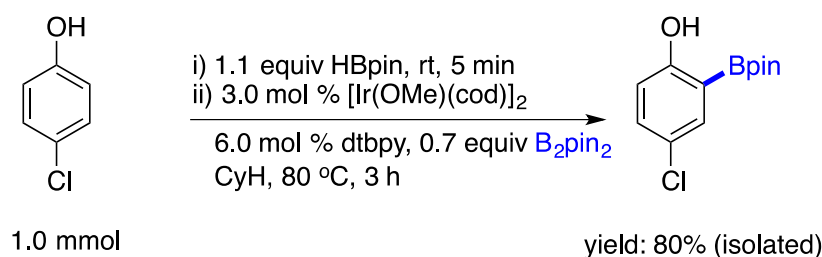 OH
Cl
1.0 mmol
i) 1.1 equiv HBpin, rt, 5 min
ii) 3.0 mol % [Ir(OMe)(cod)]₂
6.0 mol % dtbpy, 0.7 equiv B₂pin₂
CyH, 80 ºC, 3 h
OH
Bpin
Cl
yield: 80% (isolated)